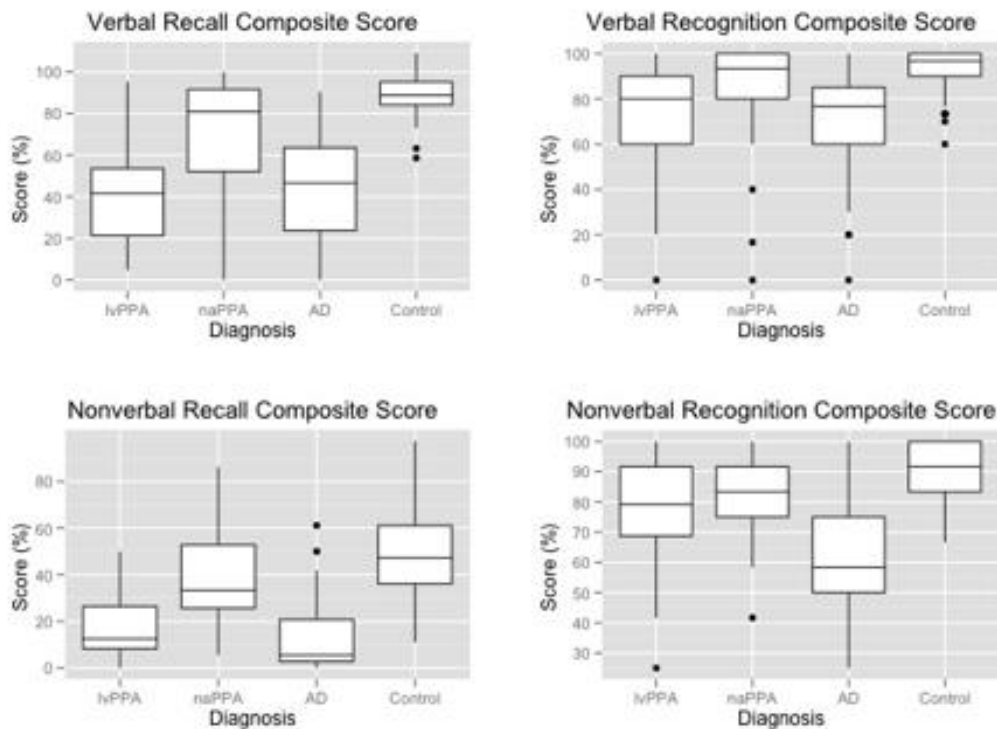 Verbal Recall Composite Score
Score (%)
100
80
60
40
20
0
lvPPA naPPA AD Control
Diagnosis
Verbal Recognition Composite Score
Score (%)
100
80
60
40
20
0
lvPPA naPPA AD Control
Diagnosis
Nonverbal Recall Composite Score
Score (%)
80
60
40
20
0
lvPPA naPPA AD Control
Diagnosis
Nonverbal Recognition Composite Score
Score (%)
100
90
80
70
60
50
40
30
lvPPA naPPA AD Control
Diagnosis